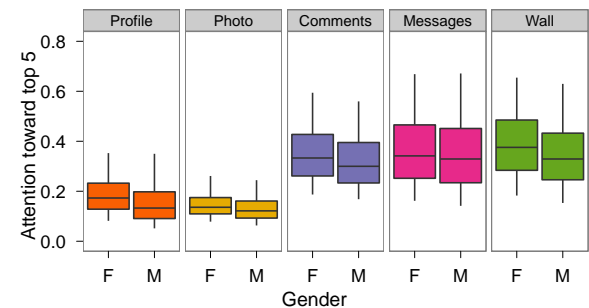 Profile Photo Comments Messages Wall
Attention toward top 5
0.8
0.6
0.4
0.2
0.0
F M F M F M F M F M
Gender